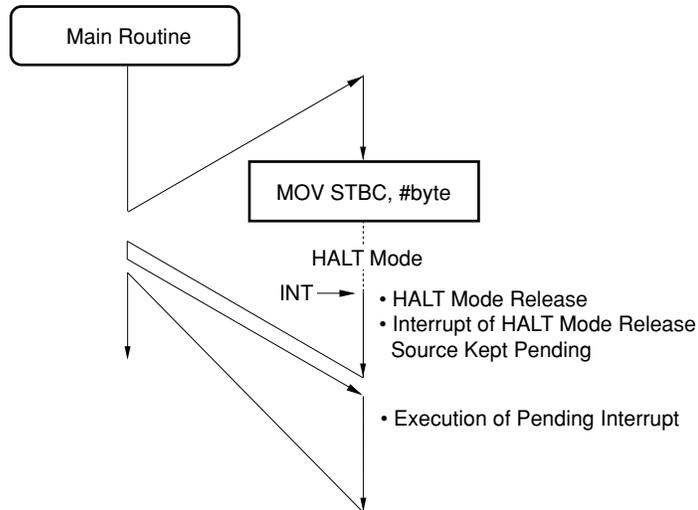 Main Routine
MOV STBC, #byte
HALT Mode
INT
• HALT Mode Release
• Interrupt of HALT Mode Release
Source Kept Pending
• Execution of Pending Interrupt